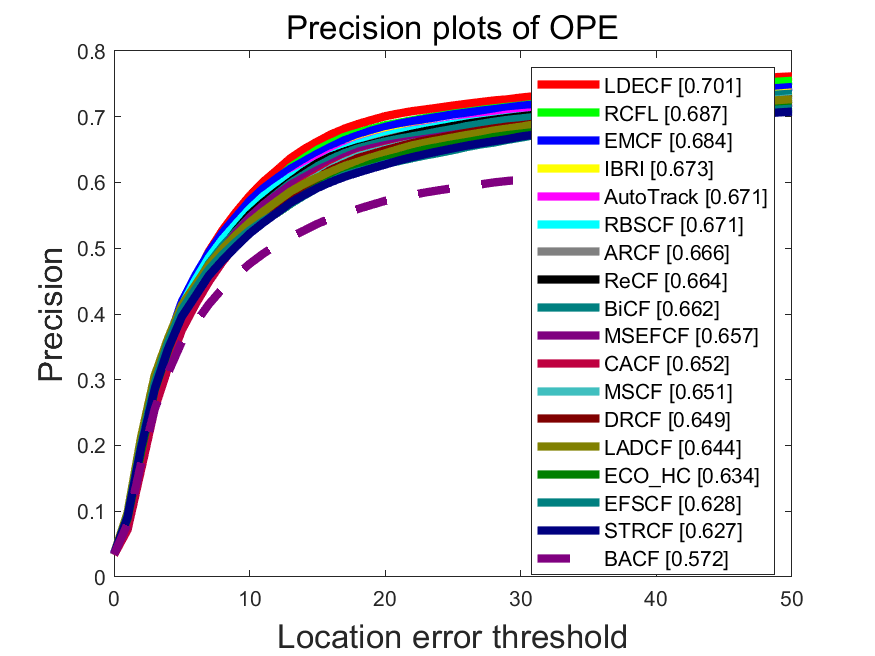 Precision plots of OPE
0.8
0.7
0.6
0.5
0.4
0.3
0.2
0.1
0
Precision
LDECF [0.701]
RCFL [0.687]
EMCF [0.684]
IBRI [0.673]
AutoTrack [0.671]
RBSCF [0.671]
ARCF [0.666]
ReCF [0.664]
BiCF [0.662]
MSEFCF [0.657]
CACF [0.652]
MSCF [0.651]
DRCF [0.649]
LADCF [0.644]
ECO_HC [0.634]
EFSCF [0.628]
STRCF [0.627]
BACF [0.572]
0 10 20 30 40 50
Location error threshold